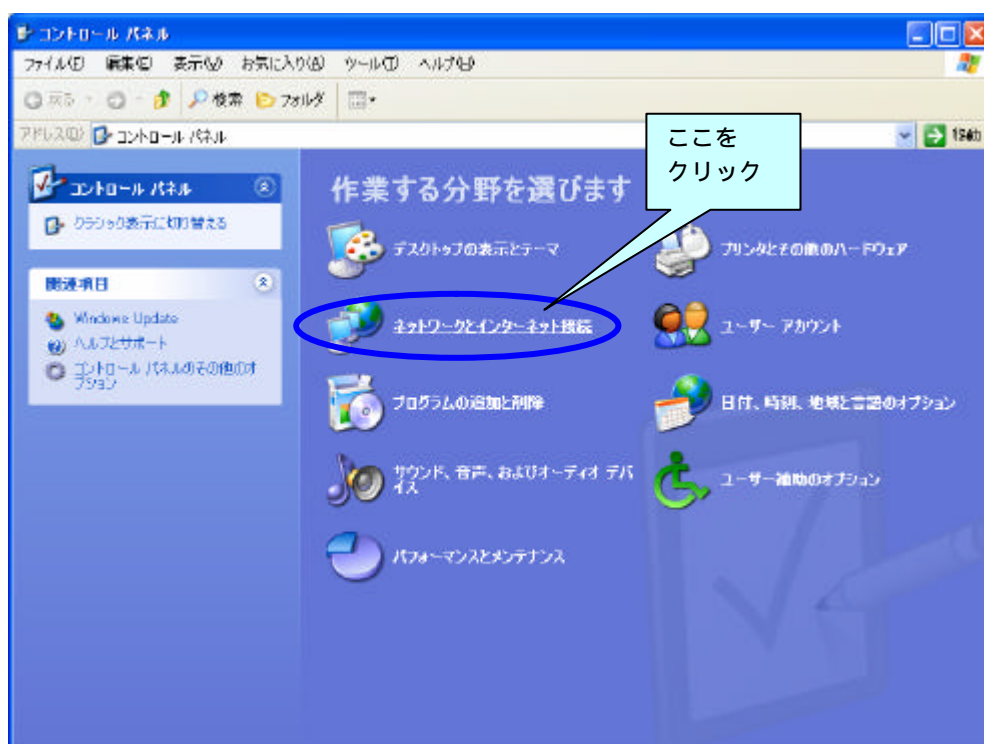 コントロール パネル
ファイル(F) 編集(E) 表示(V) お気に入り(A) ツール(T) ヘルプ(H)
戻る 検索 フォルダ
アドレス(D) コントロール パネル 移動
ここを
クリック
コントロール パネル
クラシック表示に切り替える
関連項目
Windows Update
ヘルプとサポート
コントロール パネルのその他のオ
プション
作業する分野を選びます
デスクトップの表示とテーマ
プリンタとその他のハードウェア
ネットワークとインターネット接続
ユーザー アカウント
プログラムの追加と削除
日付、時刻、地域と言語のオプション
サウンド、音声、およびオーディオ デバ
イス
ユーザー補助のオプション
パフォーマンスとメンテナンス